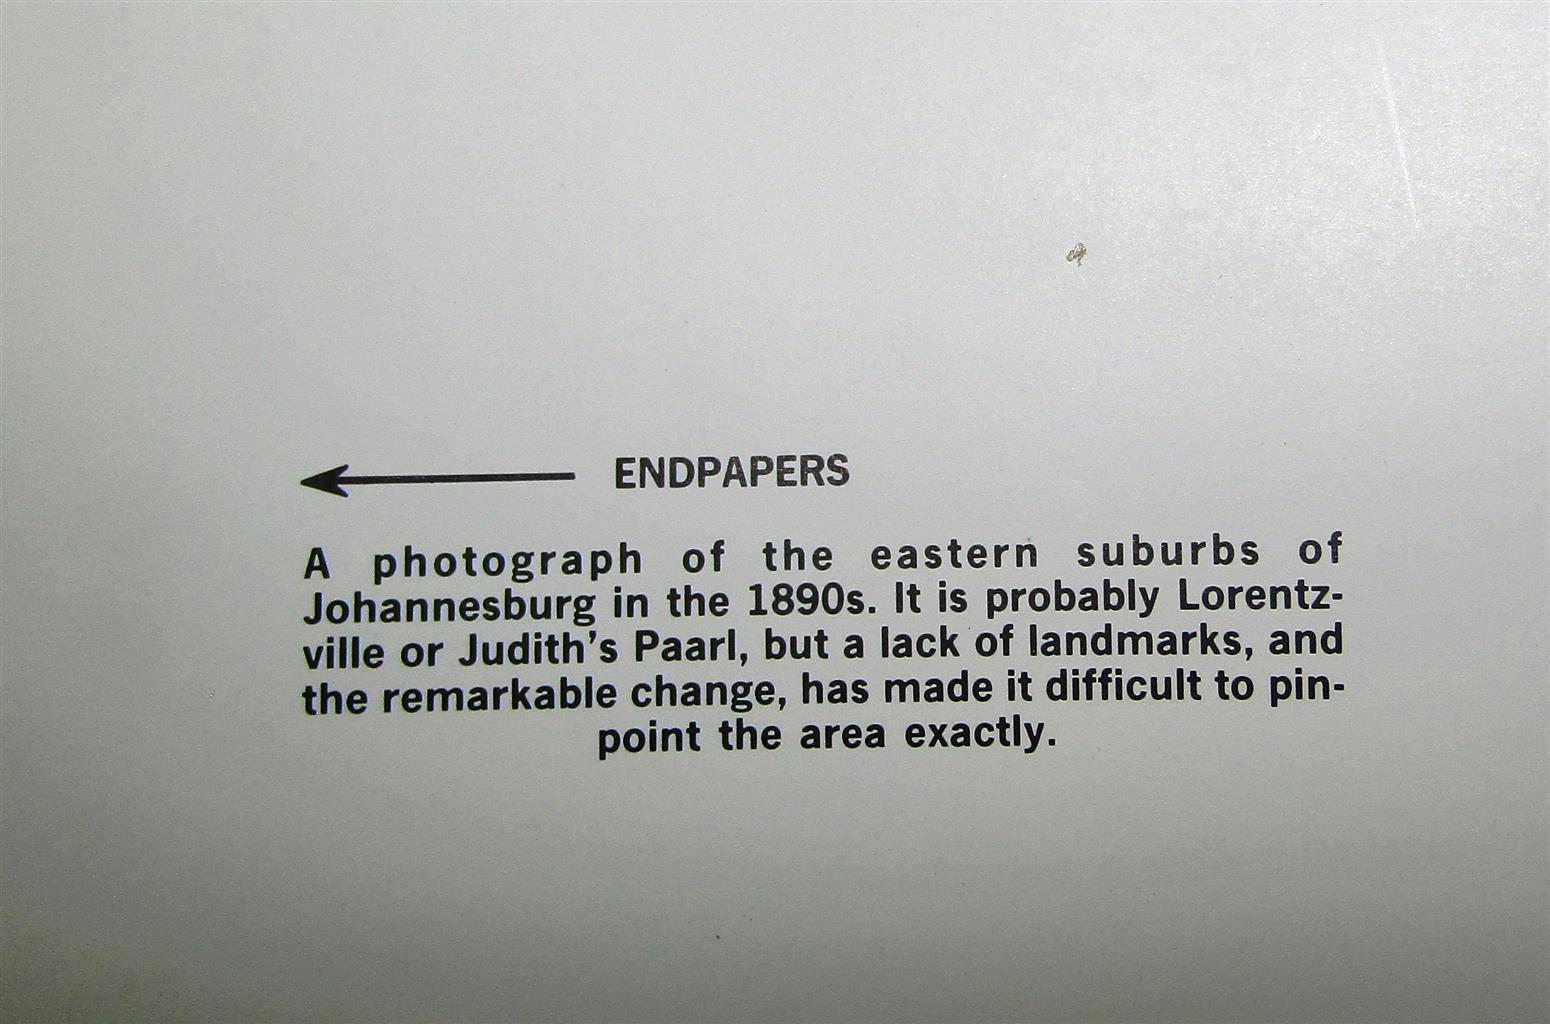 ENDPAPERS
A photograph of the eastern suburbs of
Johannesburg in the 1890s. It is probably Lorentz-
ville or Judith's Paarl, but a lack of landmarks, and
the remarkable change, has made it difficult to pin-
point the area exactly.